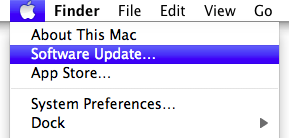 Finder File Edit View Go
About This Mac
Software Update...
App Store...
System Preferences...
Dock